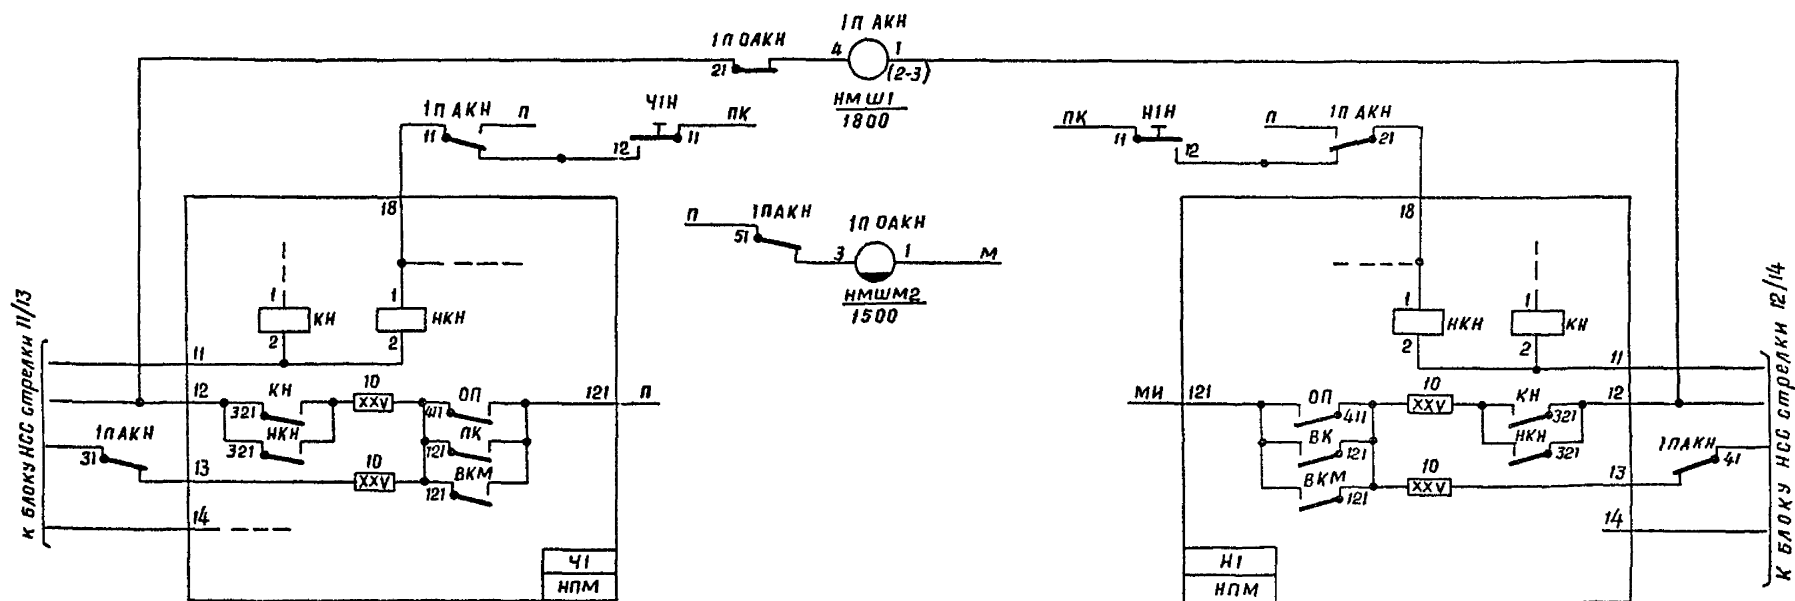 1П АКН
1П ОАКН
4
1
21
(2-3)
НМШ1
1800
1П АКН
П
11
Ч1Н
ПК
12
11
ПК
Н1Н
11
12
П
1П АКН
21
18
П
1ПАКН
51
1П ОАКН
3
1
М
НМШМ2
1500
18
1
КН
2
1
НКН
2
1
НКН
2
1
КН
2
К БЛОКУ НСС стрелки 11/13
11
12
КН
321
НКН
321
10
XXV
ОП
411
ПК
121
ВКМ
121
121
П
1ПАКН
31
13
10
XXV
14
Ч1
НПМ
МИ
121
ОП
411
ВК
121
ВКМ
121
10
XXV
КН
321
НКН
321
10
XXV
11
12
1ПАКН
41
13
14
Н1
НПМ
К БЛОКУ НСС стрелки 12/14